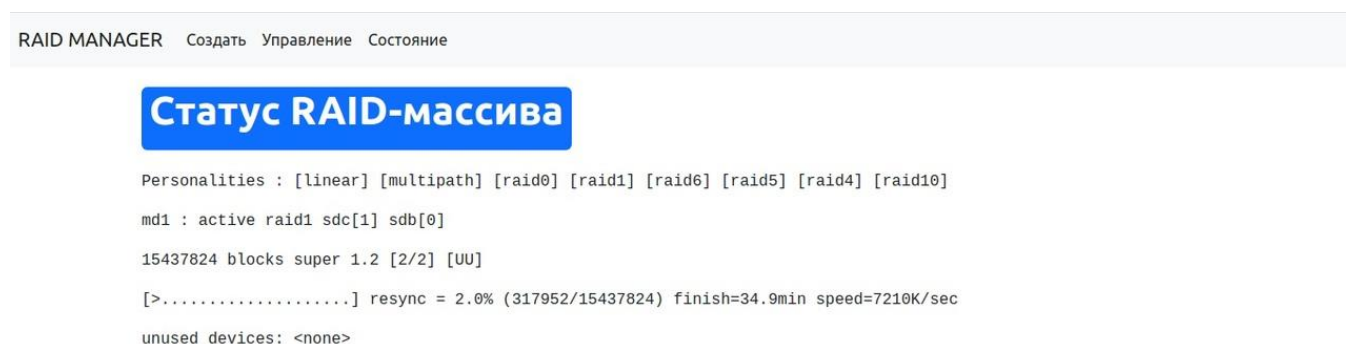 RAID MANAGER Создать Управление Состояние
Статус RAID-массива
Personalities : [linear] [multipath] [raid0] [raid1] [raid6] [raid5] [raid4] [raid10]
md1 : active raid1 sdc[1] sdb[0]
15437824 blocks super 1.2 [2/2] [UU]
[>....................] resync = 2.0% (317952/15437824) finish=34.9min speed=7210K/sec
unused devices: <none>